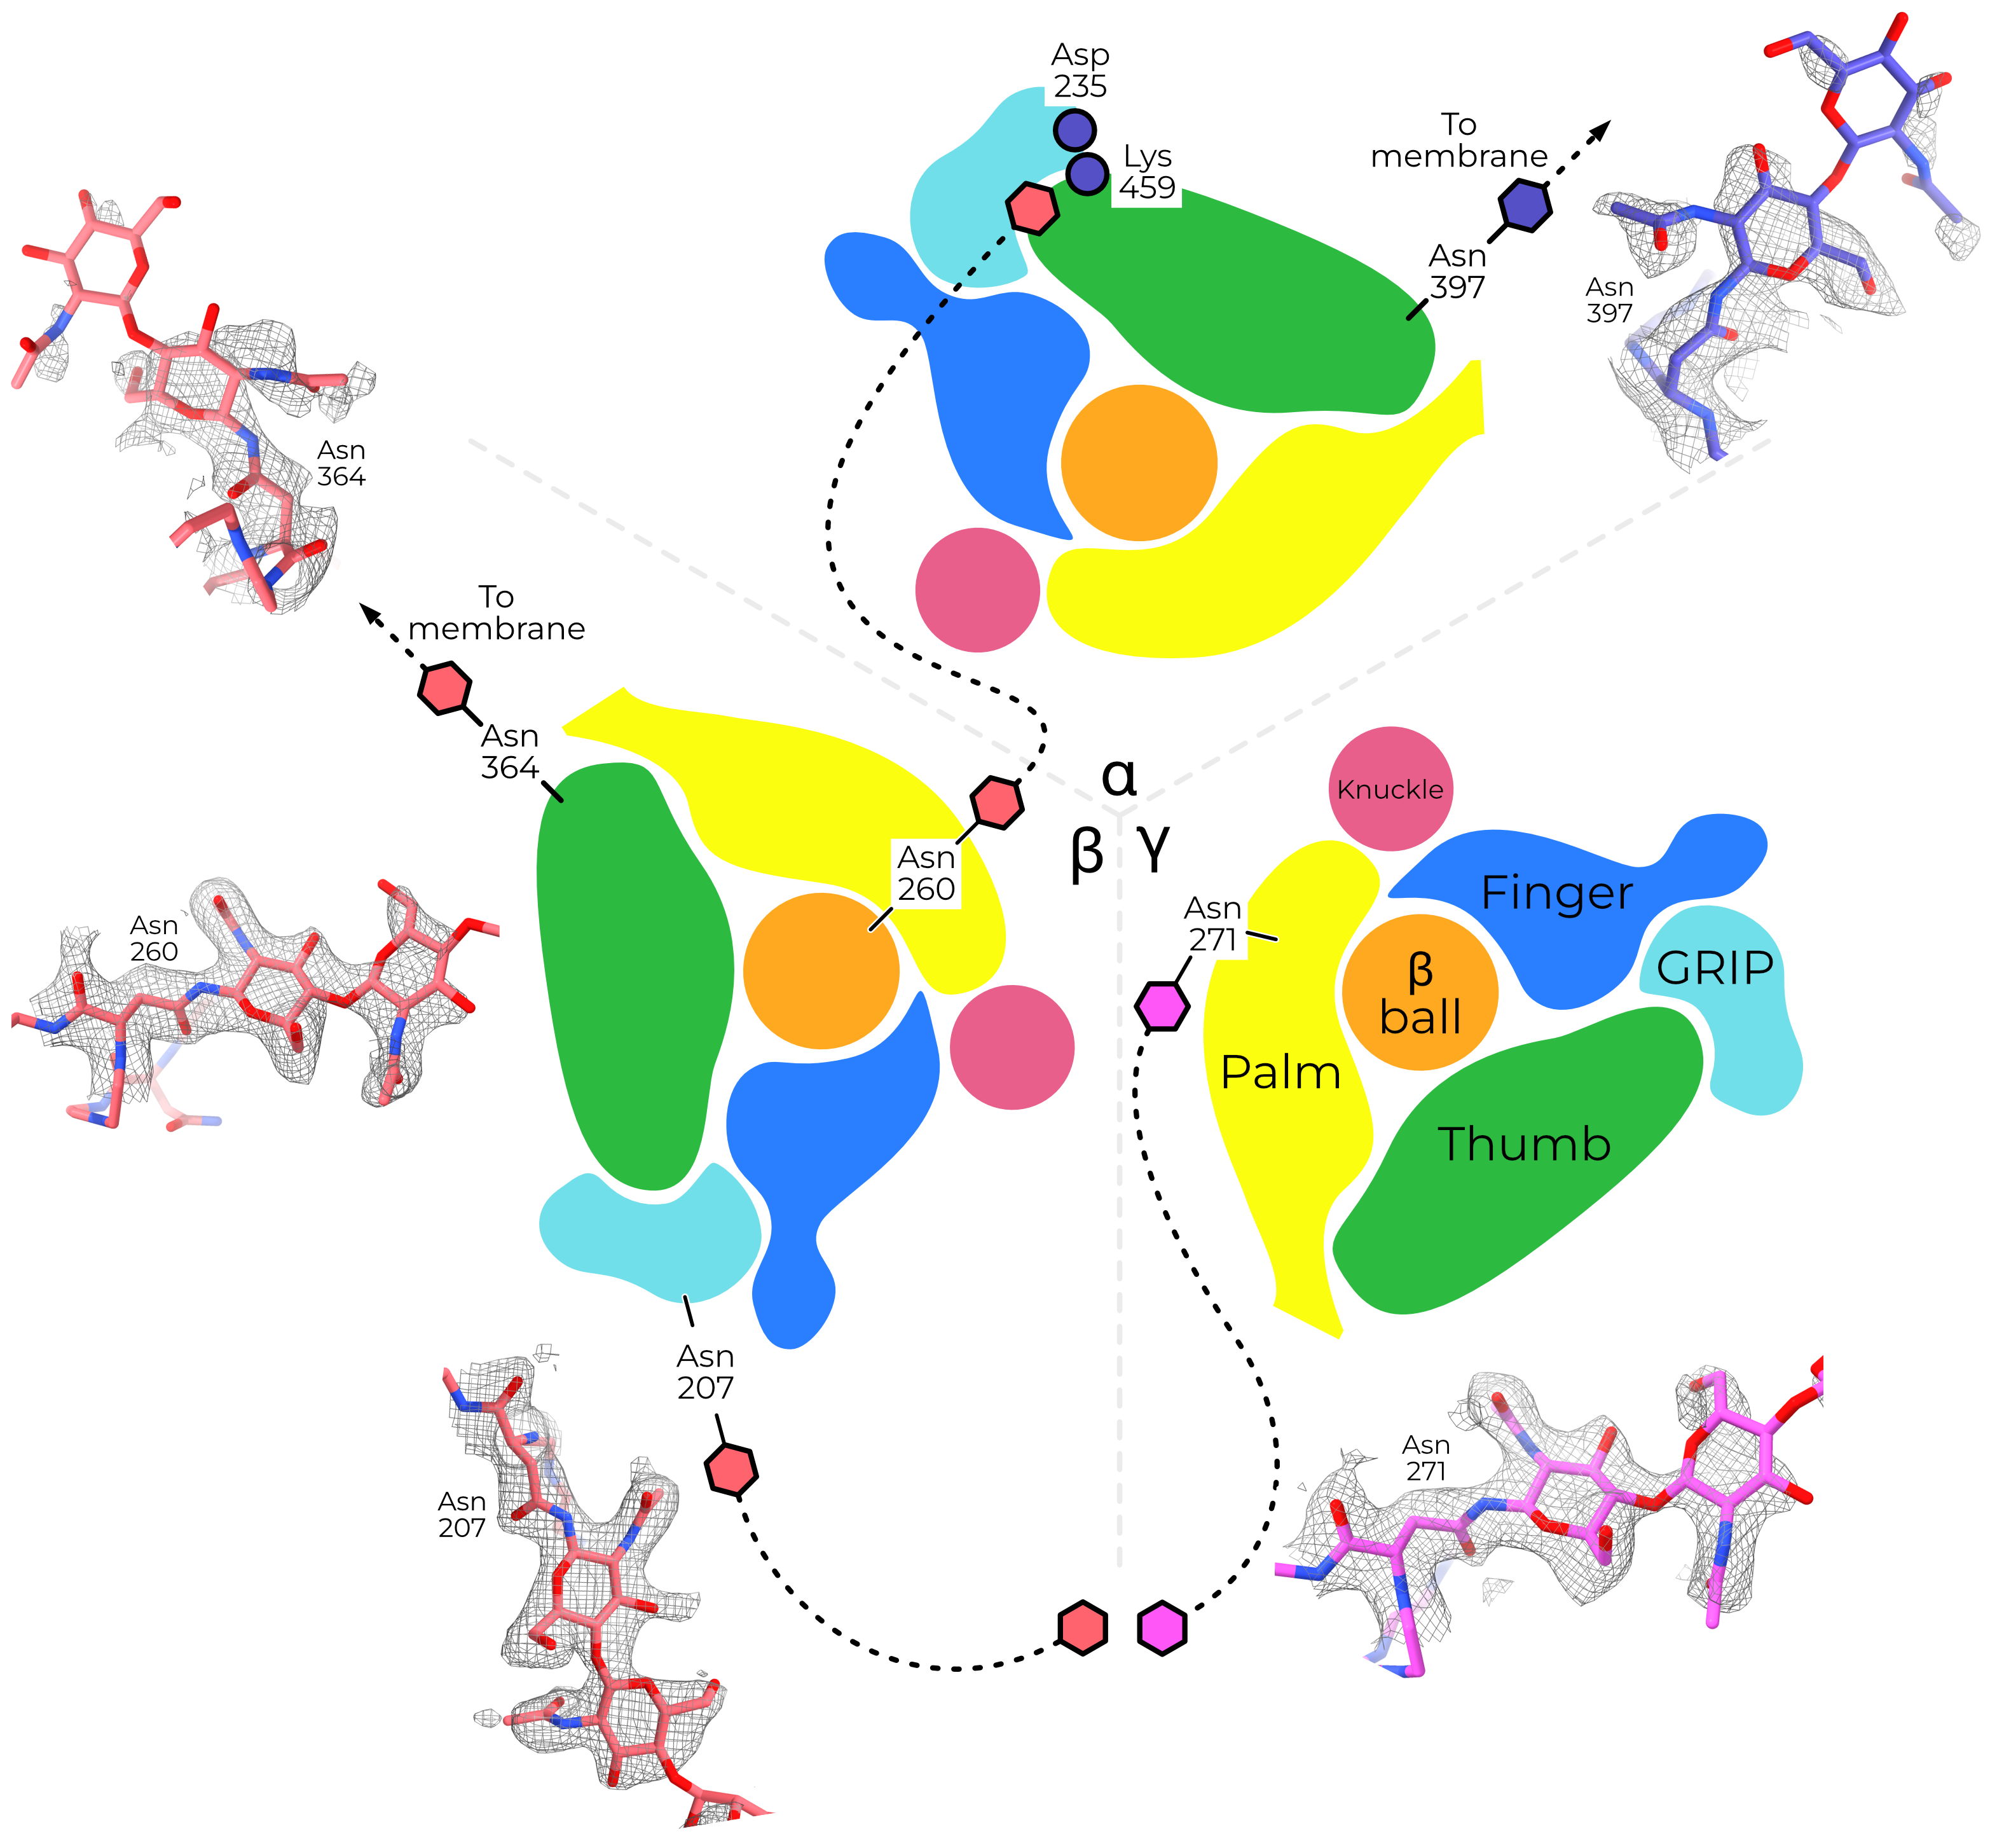 Asp
235
Lys
459
To
membrane
Asn
397
Asn
397
Asn
364
To
membrane
Asn
364
α
β
γ
Knuckle
Finger
Asn
260
Asn
271
GRIP
β
ball
Asn
260
Palm
Thumb
Asn
207
Asn
207
Asn
271